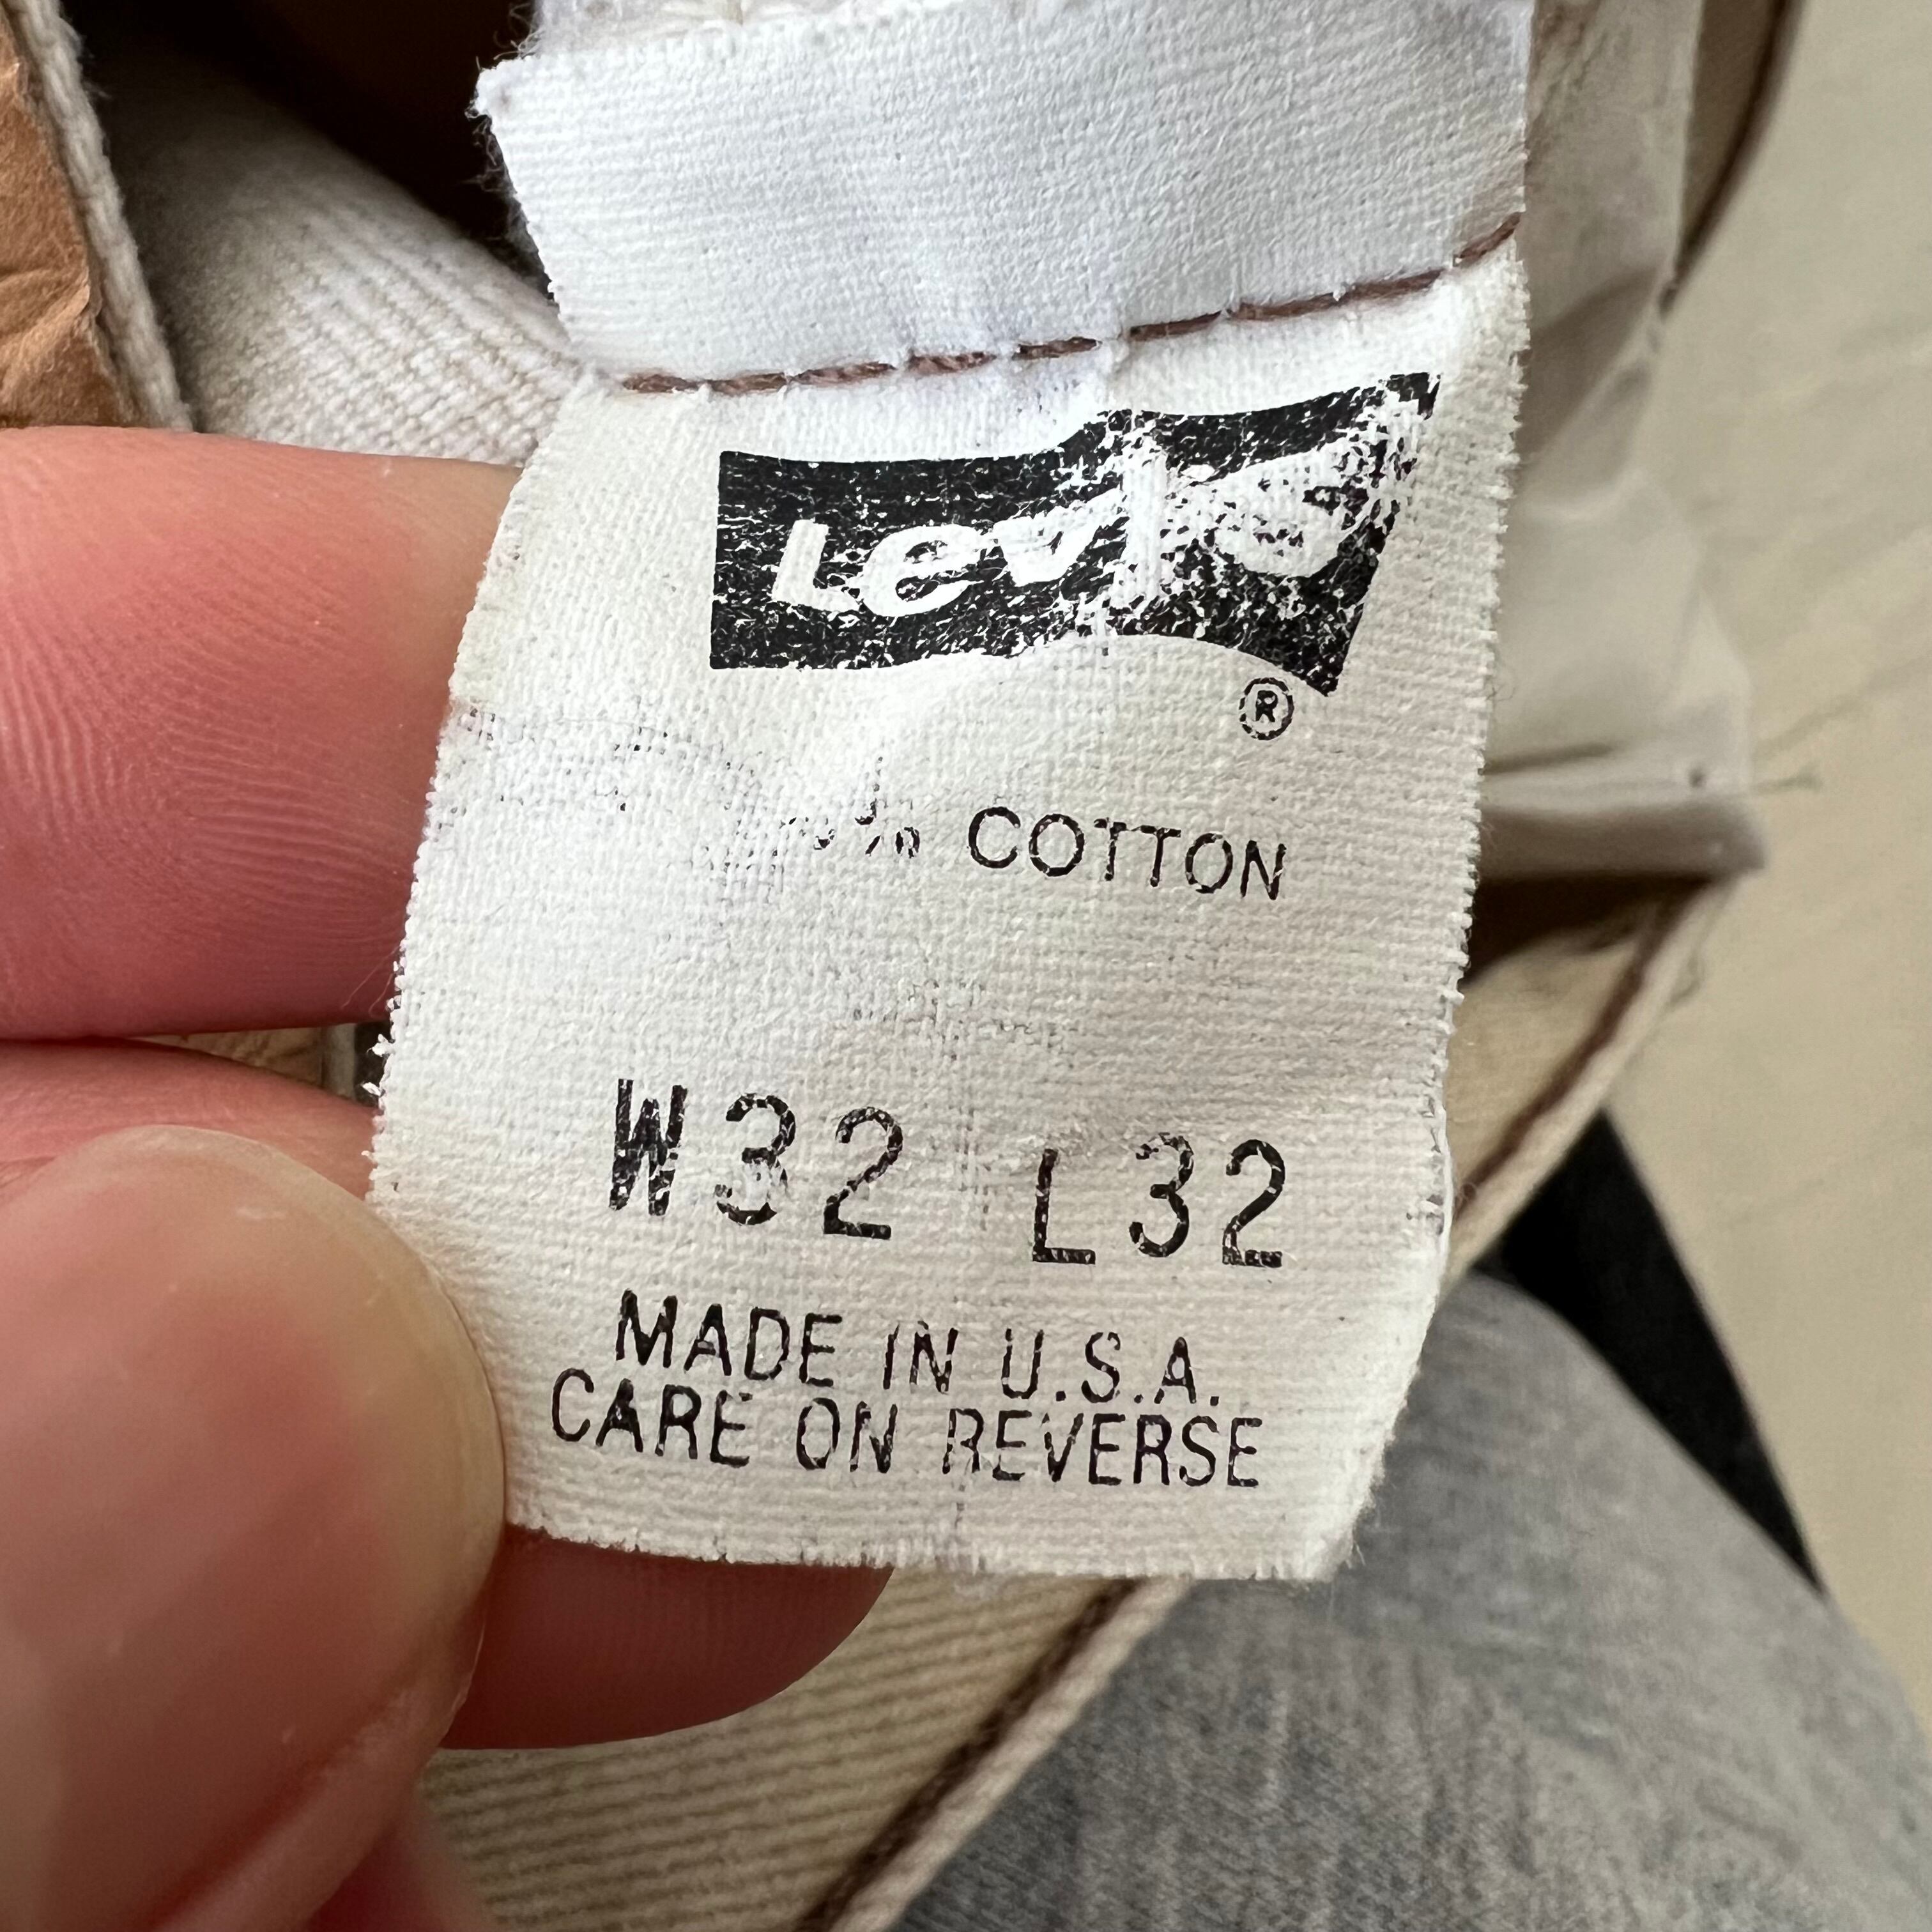 Levi's
®
% COTTON
W32 L32
MADE IN U.S.A.
CARE ON REVERSE